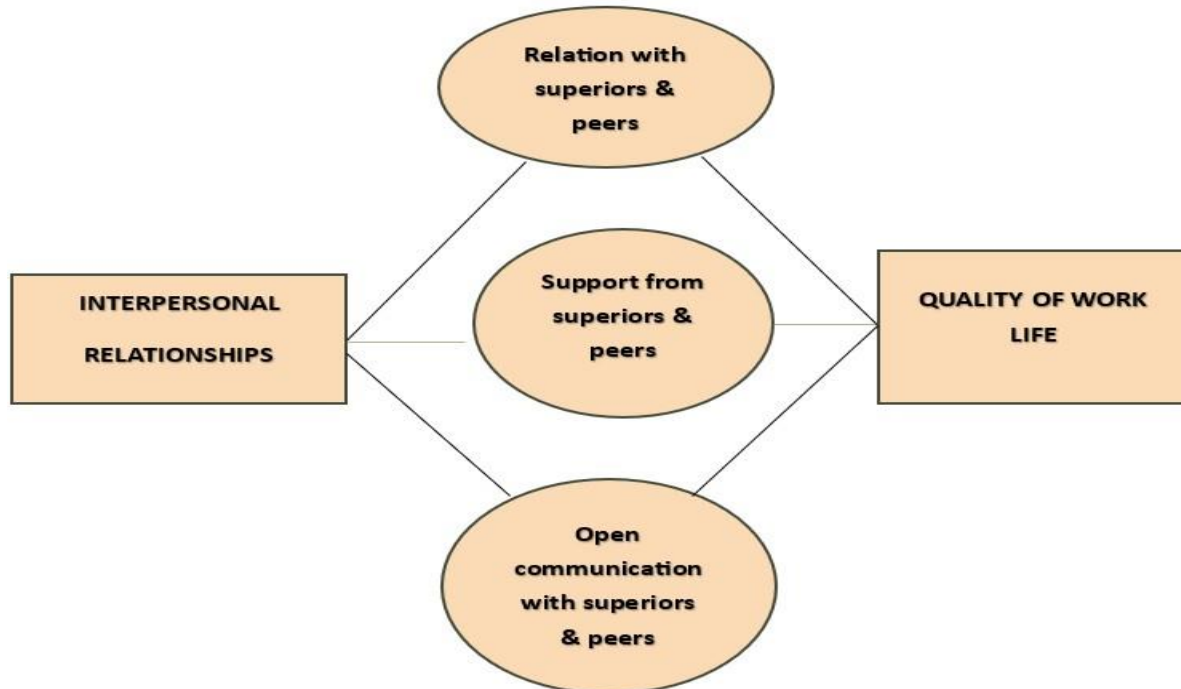 Relation with
superiors &
peers
INTERPERSONAL
RELATIONSHIPS
Support from
superiors &
peers
QUALITY OF WORK
LIFE
Open
communication
with superiors
& peers